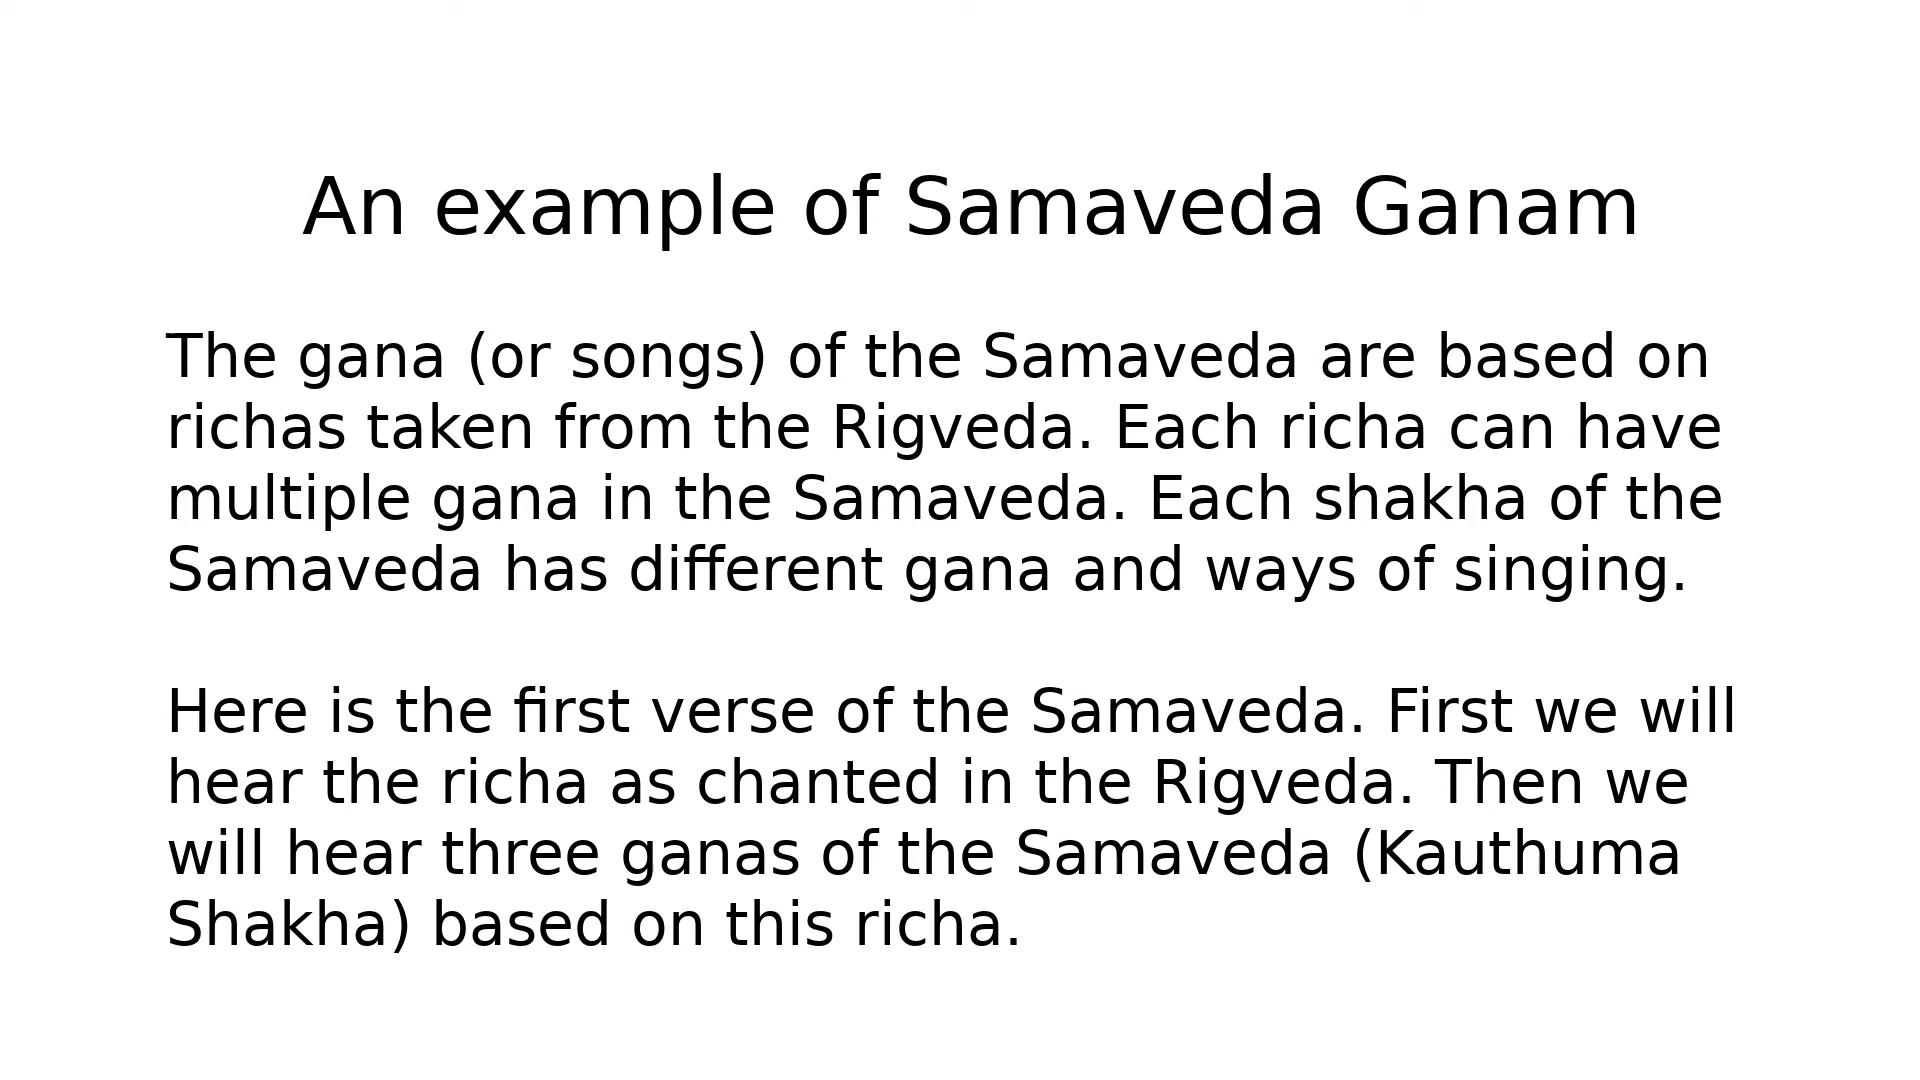 An example of Samaveda Ganam
The gana (or songs) of the Samaveda are based on
richas taken from the Rigveda. Each richa can have
multiple gana in the Samaveda. Each shakha of the
Samaveda has different gana and ways of singing.
Here is the first verse of the Samaveda. First we will
hear the richa as chanted in the Rigveda. Then we
will hear three ganas of the Samaveda (Kauthuma
Shakha) based on this richa.